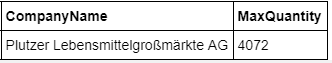 CompanyName MaxQuantity
Plutzer Lebensmittelgroßmärkte AG 4072